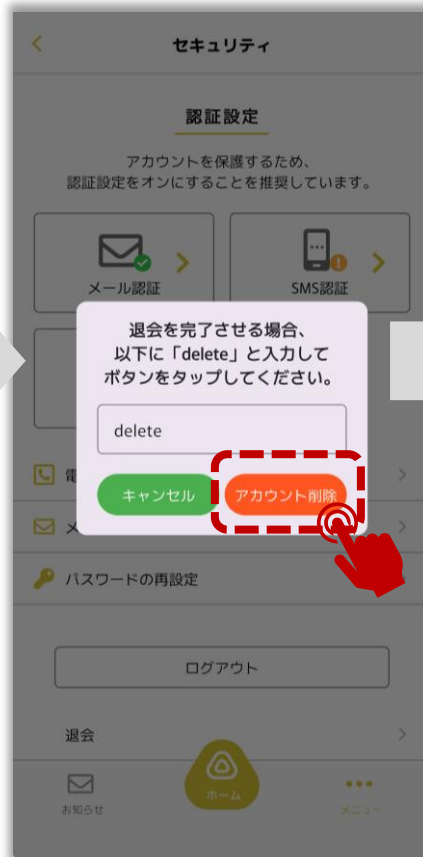 セキュリティ
認証設定
アカウントを保護するため、
認証設定をオンにすることを推奨しています。
メール認証
SMS認証
退会を完了させる場合、
以下に「delete」と入力して
ボタンをタップしてください。
delete
キャンセル
アカウント削除
電
メ
パスワードの再設定
ログアウト
退会
お知らせ
ホーム
メニュー